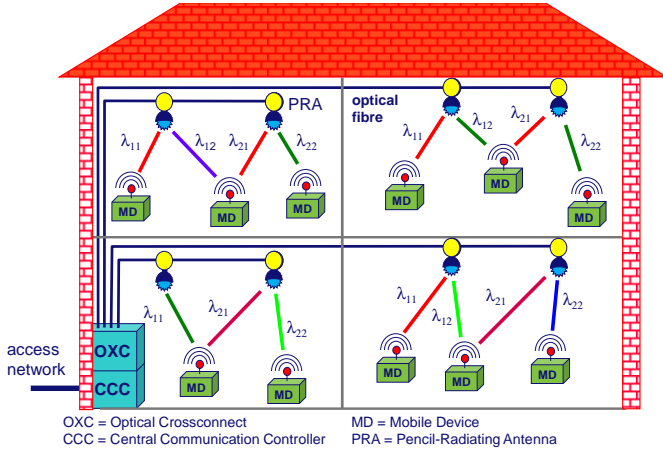 PRA
λ11
λ12
λ21
λ22
MD
MD
MD
optical
fibre
λ11
λ12
λ21
λ22
MD
MD
MD
λ11
λ21
λ22
MD
MD
λ11
λ12
λ21
λ22
MD
MD
MD
OXC
CCC
access
network
OXC = Optical Crossconnect
CCC = Central Communication Controller
MD = Mobile Device
PRA = Pencil-Radiating Antenna